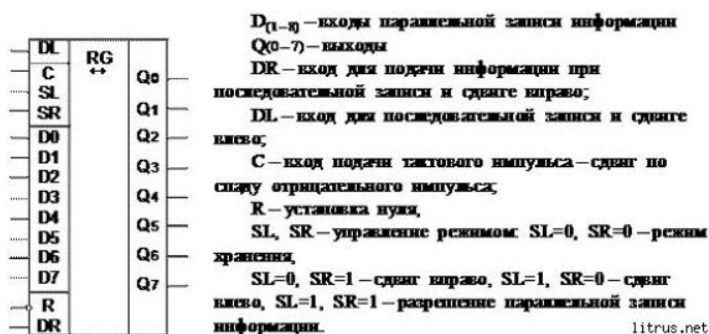 DL
C
SL
SR
D0
D1
D2
D3
D4
D5
D6
D7
R
DR
RG
↔
Q0
Q1
Q2
Q3
Q4
Q5
Q6
Q7
D(1–8) – входы параллельной записи информации
Q(0–7) – выходы
DR – вход для подачи информации при
последовательной записи и сдвиге вправо;
DL – вход для последовательной записи и сдвиге
влево;
С – вход подачи тактового импульса – сдвиг по
спаду отрицательного импульса;
R – установка нуля,
SL, SR – управление режимом: SL=0, SR=0 – режим
хранения,
SL=0, SR=1 – сдвиг вправо, SL=1, SR=0 – сдвиг
влево, SL=1, SR=1 – разрешение параллельной записи
информации.
litrus.net